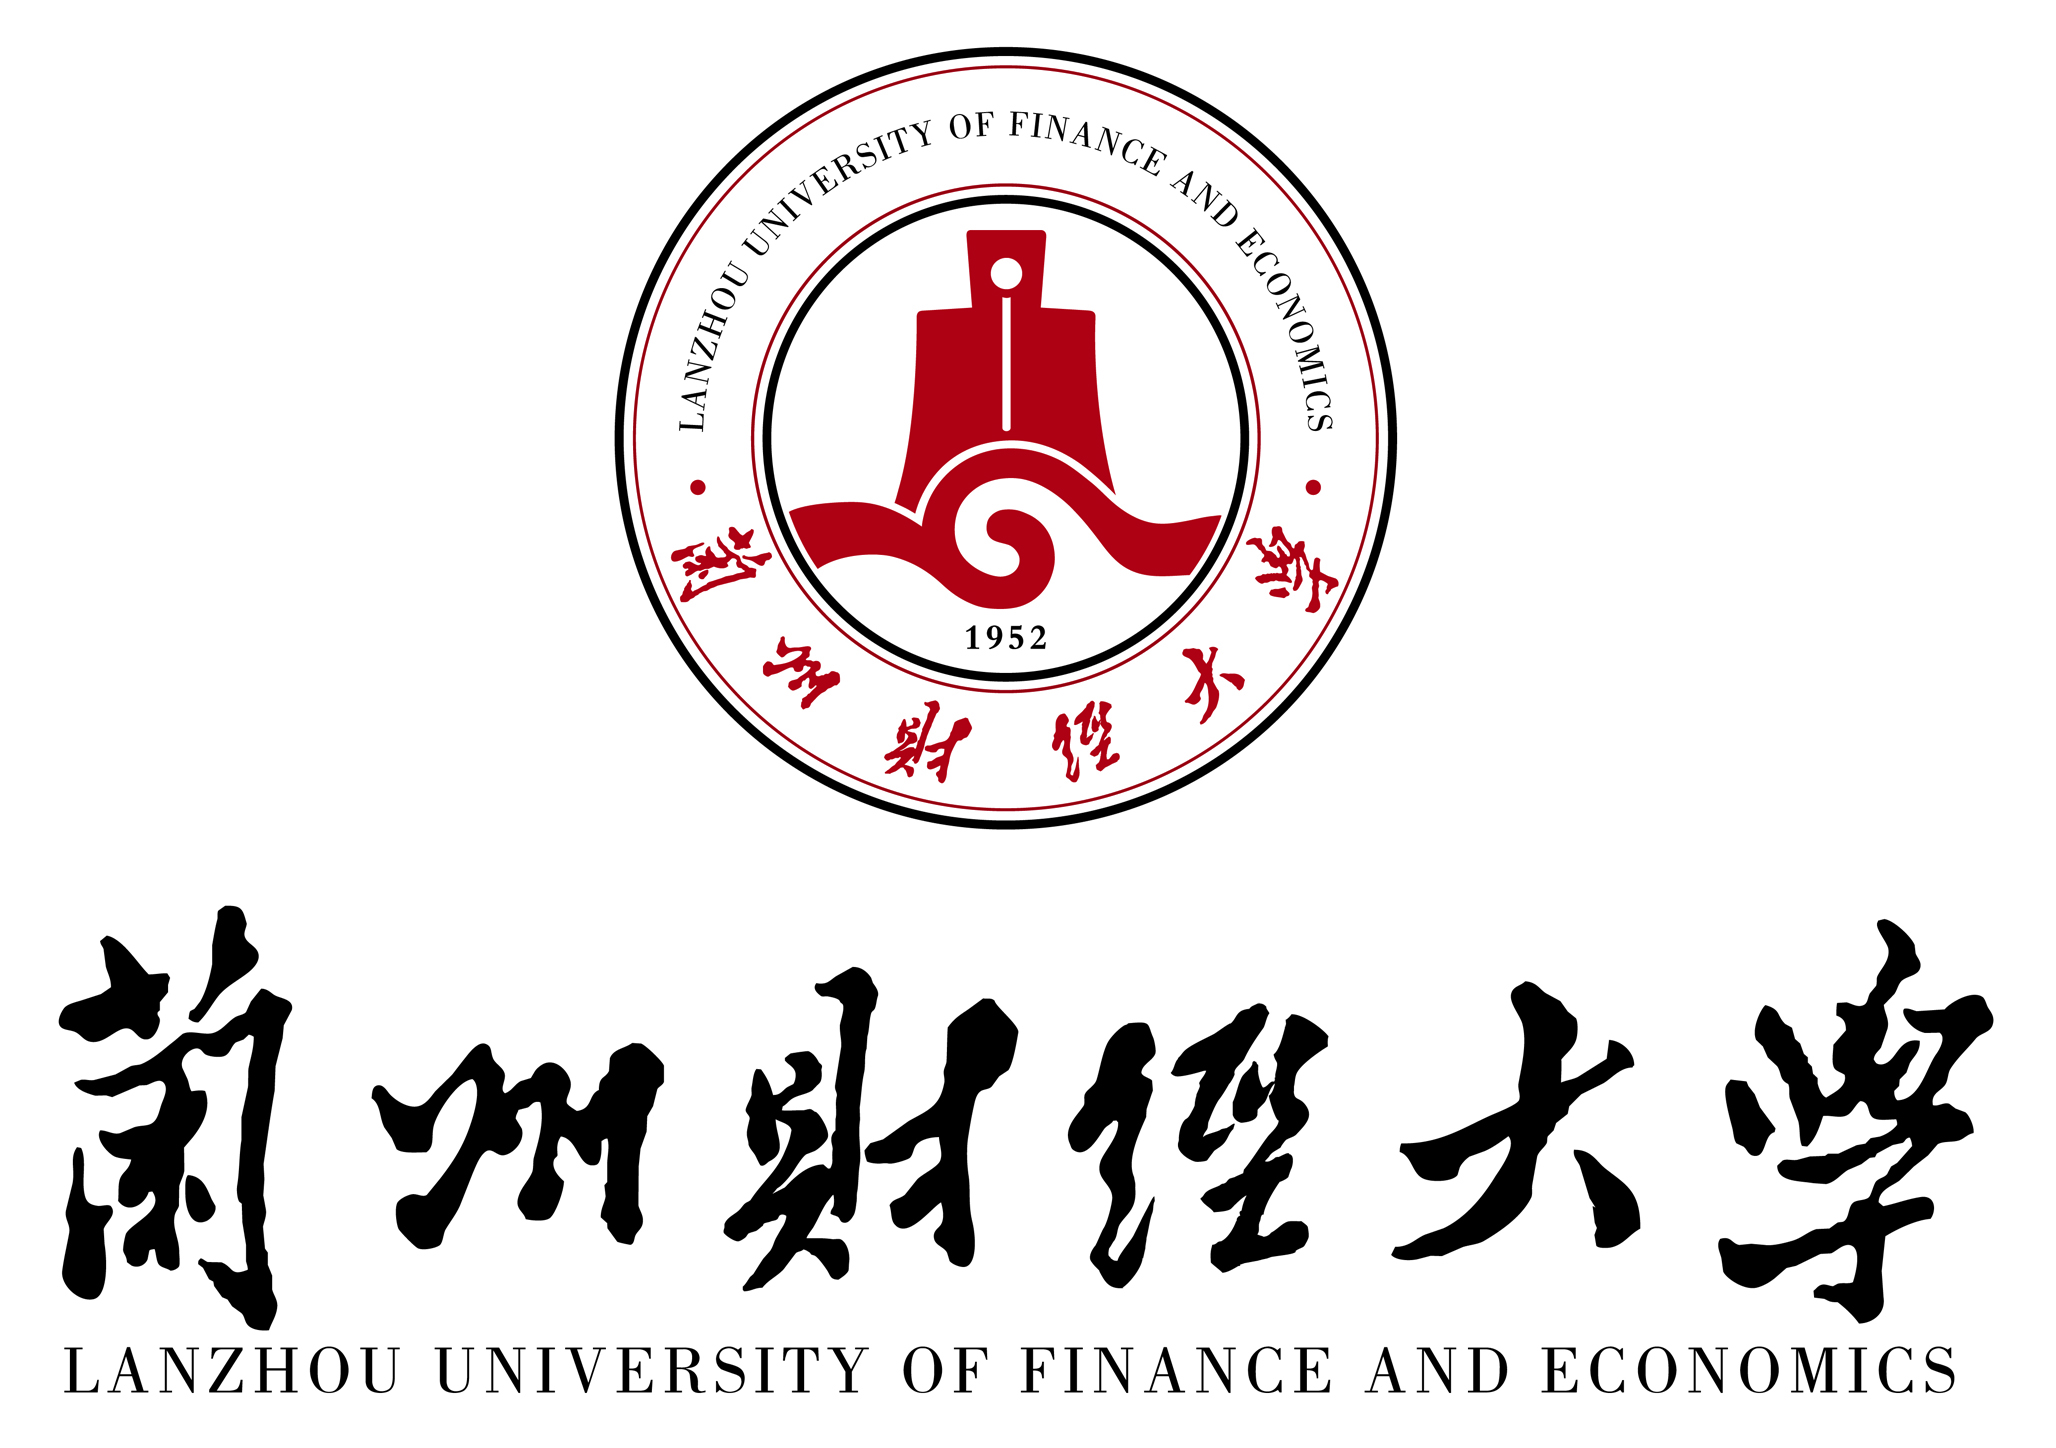 LANZHOU UNIVERSITY OF FINANCE AND ECONOMICS
1952
蘭州財經大學
蘭州財經大學
LANZHOU UNIVERSITY OF FINANCE AND ECONOMICS